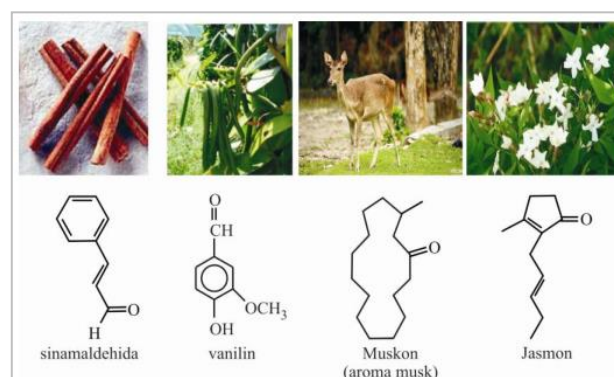 O
CH
O
OCH₃
OH
O
O
H
O
sinamaldehida
vanilin
Muskon
(aroma musk)
Jasmon